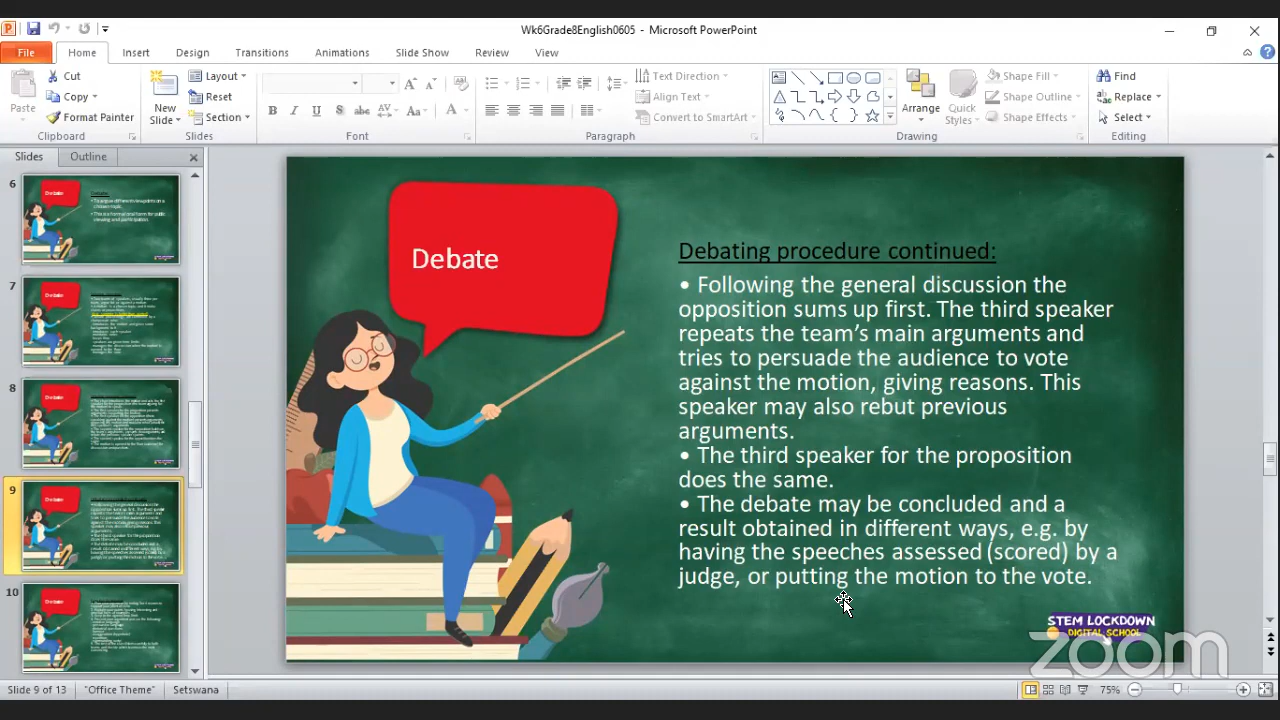 Wk6Grade8English0605 - Microsoft PowerPoint
File Home Insert Design Transitions Animations Slide Show Review View
Paste
Cut
Copy
Format Painter
Clipboard
New Slide
Layout
Reset
Section
Slides
Font
Text Direction
Align Text
Convert to SmartArt
Paragraph
Arrange
Quick Styles
Shape Fill
Shape Outline
Shape Effects
Drawing
Find
Replace
Select
Editing
Slides Outline
6
Debate
7
Debate
8
Debate
9
Debate
10
Debate
Debate
Debating procedure continued:
• Following the general discussion the
opposition sums up first. The third speaker
repeats the team's main arguments and
tries to persuade the audience to vote
against the motion, giving reasons. This
speaker may also rebut previous
arguments.
• The third speaker for the proposition
does the same.
• The debate may be concluded and a
result obtained in different ways, e.g. by
having the speeches assessed (scored) by a
judge, or putting the motion to the vote.
STEM LOCKDOWN
DIGITAL SCHOOL
zoom
Slide 9 of 13 "Office Theme" Setswana 75%